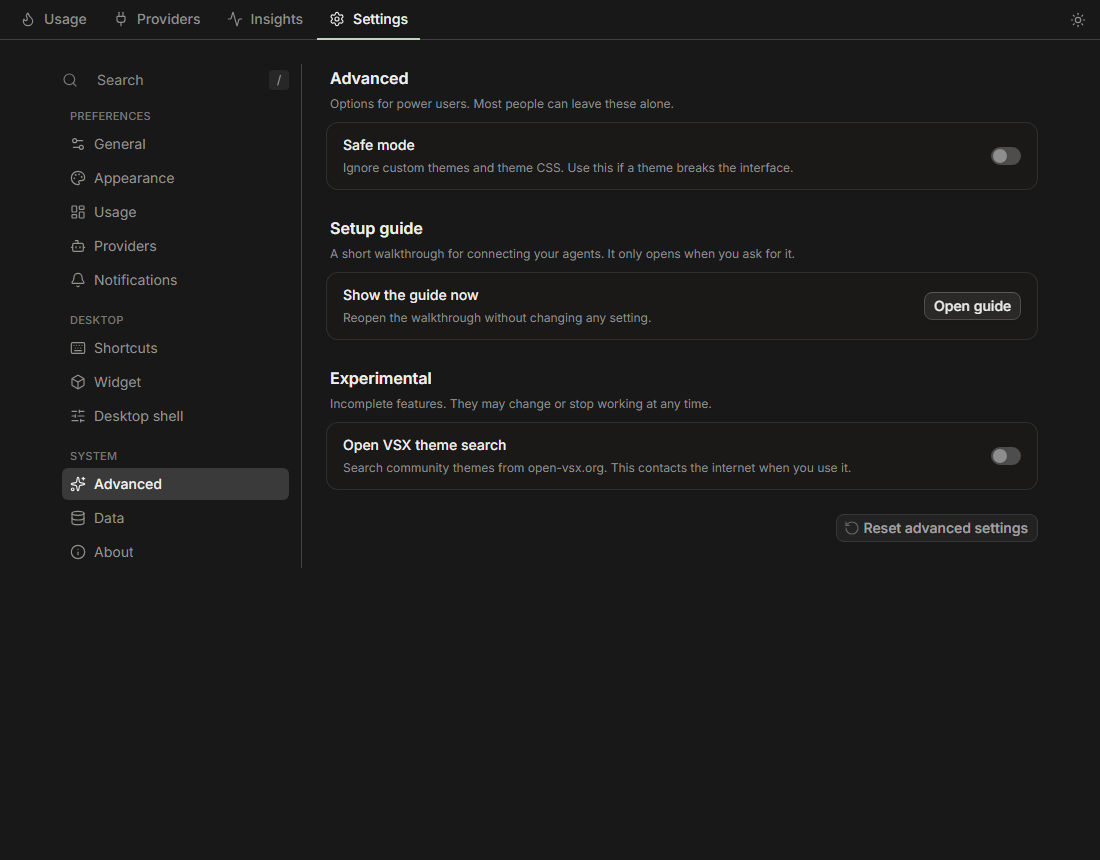 Usage Providers Insights Settings
Search /
PREFERENCES
General
Appearance
Usage
Providers
Notifications
DESKTOP
Shortcuts
Widget
Desktop shell
SYSTEM
Advanced
Data
About
Advanced
Options for power users. Most people can leave these alone.
Safe mode
Ignore custom themes and theme CSS. Use this if a theme breaks the interface.
Setup guide
A short walkthrough for connecting your agents. It only opens when you ask for it.
Show the guide now
Reopen the walkthrough without changing any setting.
Open guide
Experimental
Incomplete features. They may change or stop working at any time.
Open VSX theme search
Search community themes from open-vsx.org. This contacts the internet when you use it.
Reset advanced settings